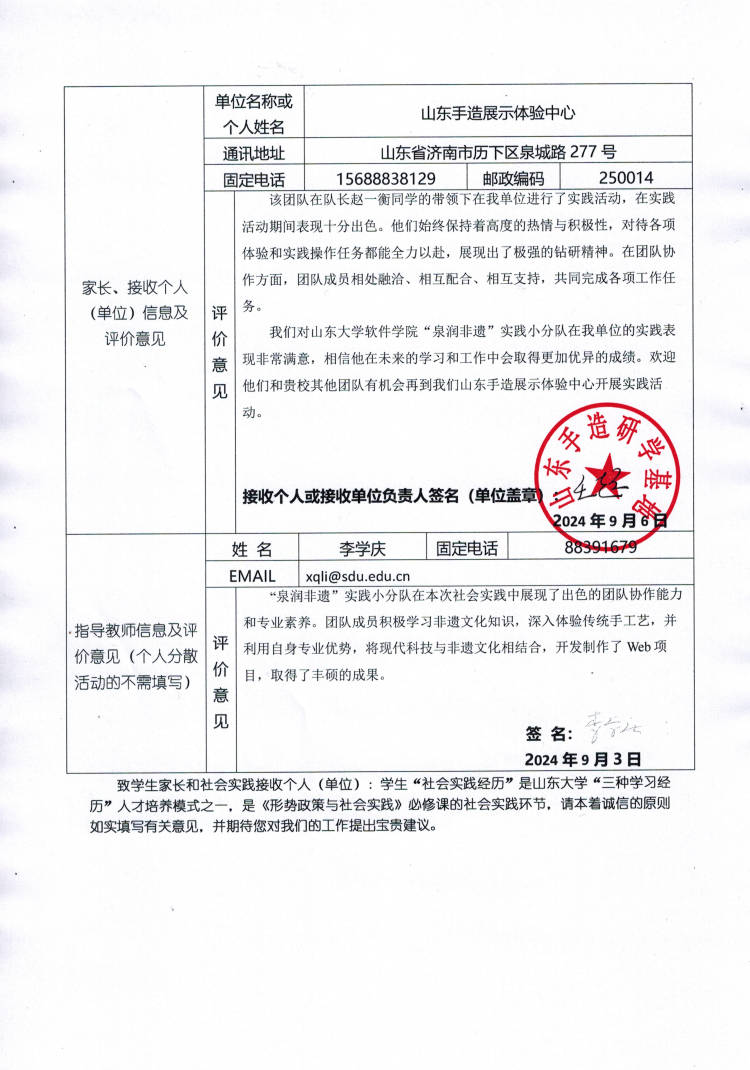 单位名称或
个人姓名
山东手造展示体验中心
通讯地址
山东省济南市历下区泉城路 277 号
固定电话
15688838129
邮政编码
250014
家长、接收个人
（单位）信息及
评价意见
评价意见
该团队在队长赵一衡同学的带领下在我单位进行了实践活动，在实践
活动期间表现十分出色。他们始终保持着高度的热情与积极性，对待各项
体验和实践操作任务都能全力以赴，展现出了极强的钻研精神。在团队协
作方面，团队成员相处融洽、相互配合、相互支持，共同完成各项工作任
务。
我们对山东大学软件学院“泉润非遗”实践小分队在我单位的实践表
现非常满意，相信他在未来的学习和工作中会取得更加优异的成绩。欢迎
他们和贵校其他团队有机会再到我们山东手造展示体验中心开展实践活
动。
山东手造研学基地
接收个人或接收单位负责人签名（单位盖章）：
2024 年 9 月 6 日
指导教师信息及评
价意见（个人分散
活动的不需填写）
姓 名
李学庆
固定电话
88391679
EMAIL
xqli@sdu.edu.cn
评价意见
“泉润非遗”实践小分队在本次社会实践中展现了出色的团队协作能力
和专业素养。团队成员积极学习非遗文化知识，深入体验传统手工艺，并
利用自身专业优势，将现代科技与非遗文化相结合，开发制作了 Web 项
目，取得了丰硕的成果。
签 名： 李学庆
2024 年 9 月 3 日
致学生家长和社会实践接收个人（单位）：学生“社会实践经历”是山东大学“三种学习经
历”人才培养模式之一，是《形势政策与社会实践》必修课的社会实践环节，请本着诚信的原则
如实填写有关意见，并期待您对我们的工作提出宝贵建议。